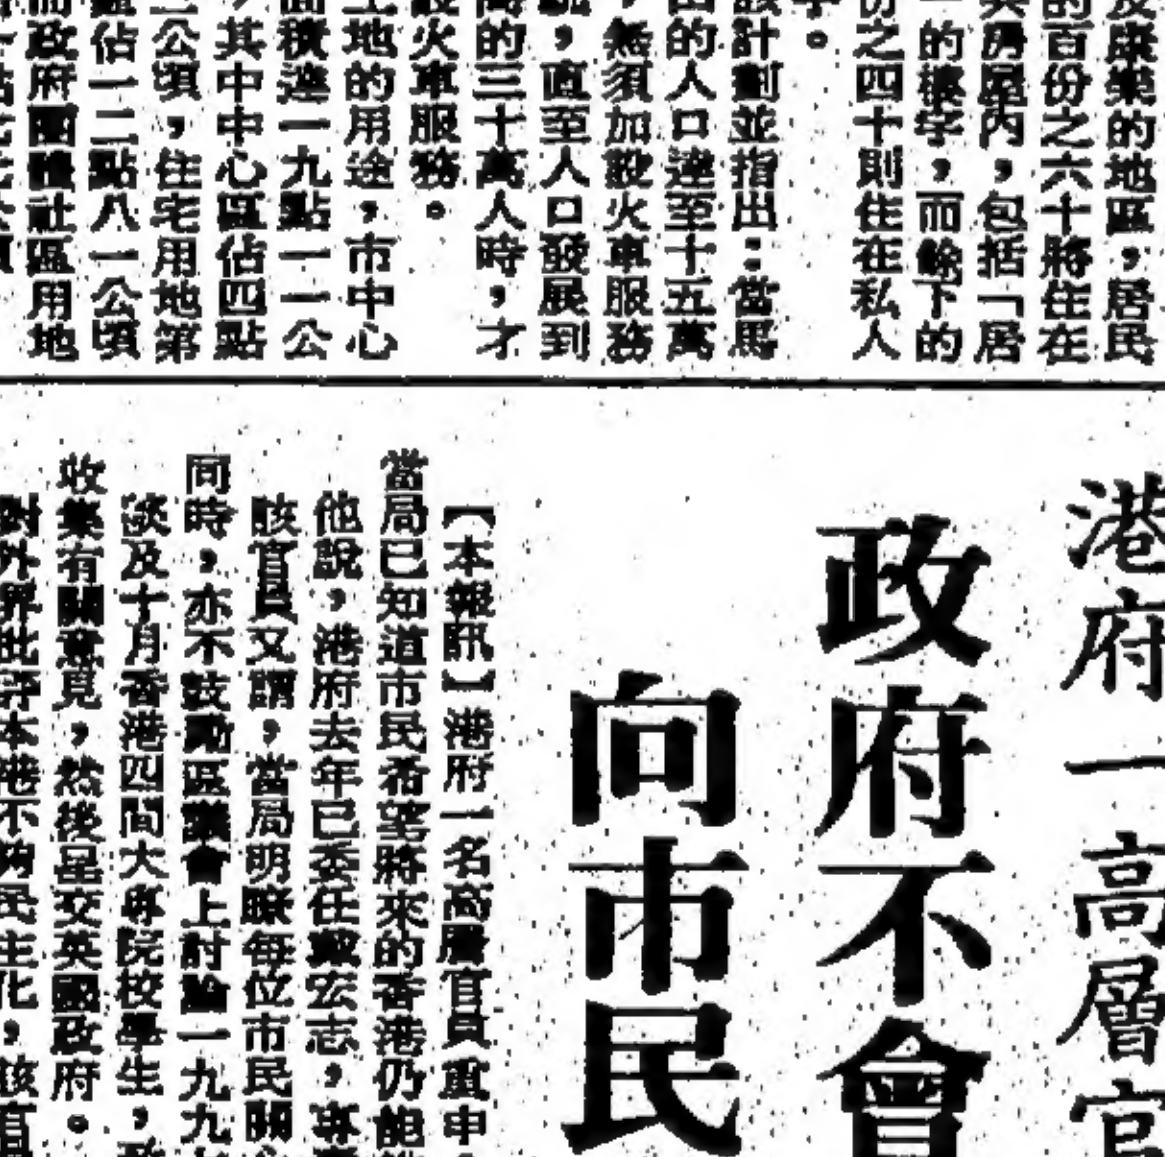 及康樂的地區，居民
的百份之六十將住在
房屋內，包括「居
一的樓宇，而餘下的
份之四十則住在私人
宇。
該計劃並指出：當馬
的人口達至十五萬
，無須加設火車服務
，直至人口發展到
的三十萬人時，才
設火車服務。
土地的用途，市中心
面積達一九點一一公
，其中中心區佔四點
公頃，住宅用地第
佔一二點八一公頃
而政府團體社區用地
港府一高層官
政府不會
向市民
【本報訊】港府一名高層官員重申
當局已知道市民希望將來的香港仍能
他說，港府去年已委任戴宏志，專
該官員又謂，當局明瞭每位市民關心
同時，亦不鼓勵區議會上討論一九九七
談及十月香港四間大專院校學生，
收集有關意見，然後呈交英國政府。
對外界批評本港不夠民主化，該官